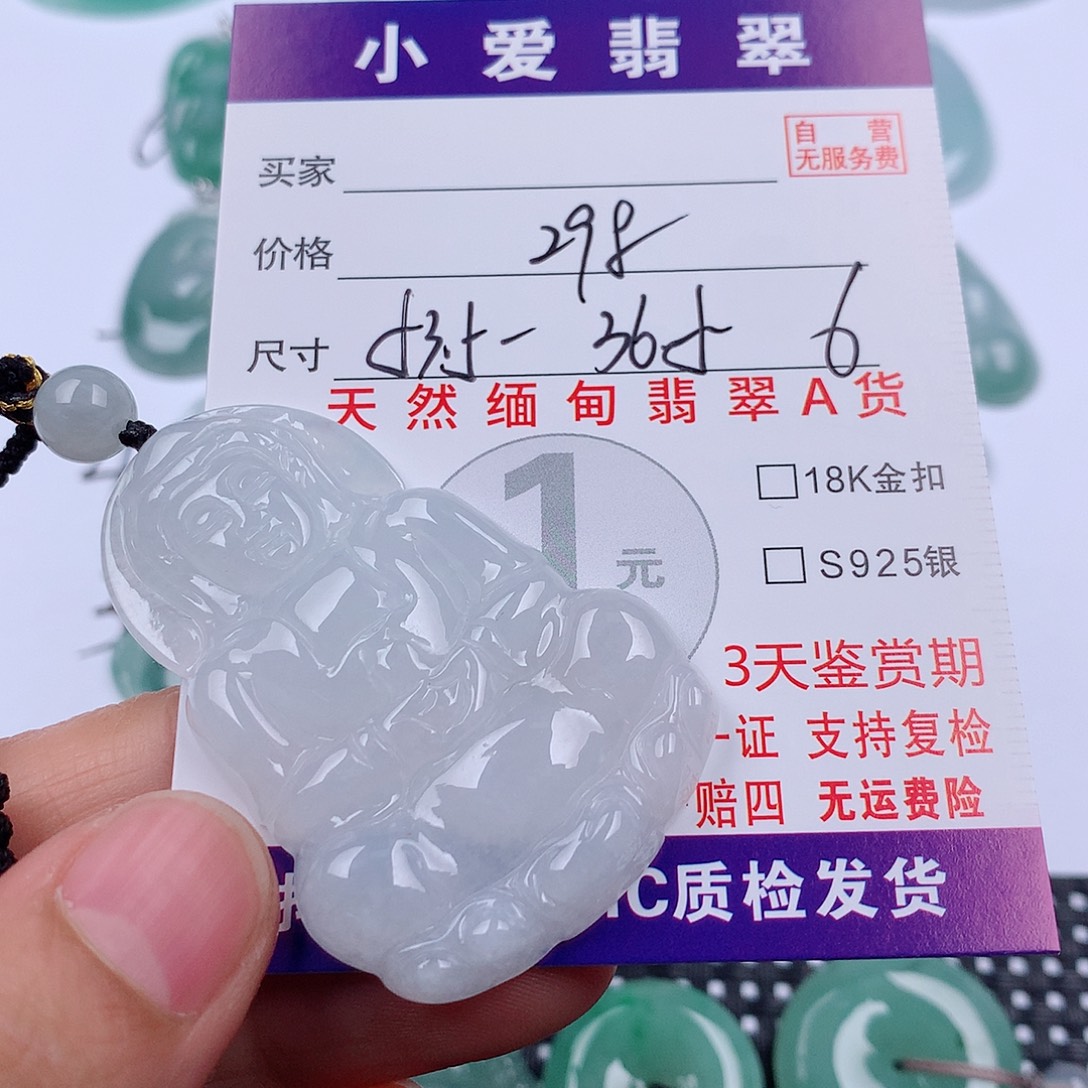 小爱翡翠
自营
无服务费
买家
价格 298
尺寸 36 6
天然缅甸翡翠A货
1元
18K金扣
S925银
3天鉴赏期
一证 支持复检
赔四 无运费险
IC质检发货